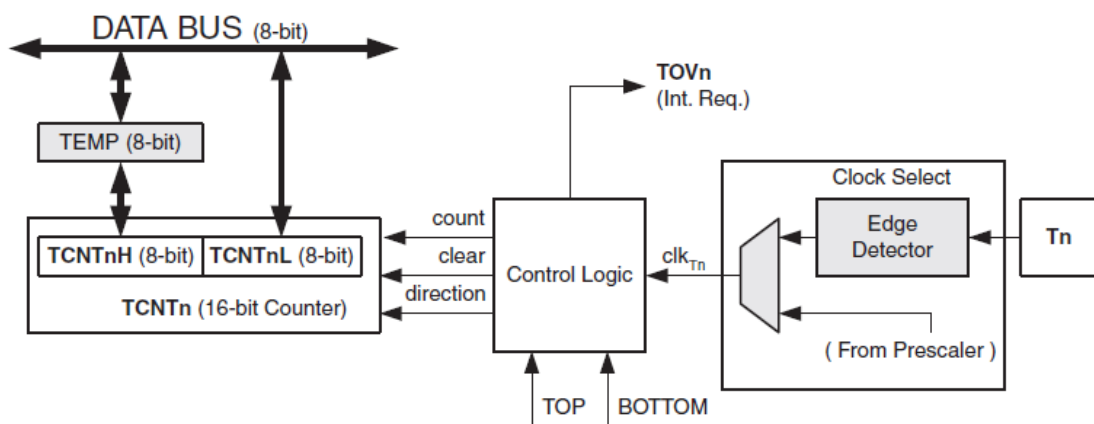 DATA BUS (8-bit)
TOVn
(Int. Req.)
TEMP (8-bit)
Clock Select
count
TCNTnH (8-bit) TCNTnL (8-bit)
clear
Control Logic
clkTn
Edge
Detector
Tn
direction
TCNTn (16-bit Counter)
( From Prescaler )
TOP
BOTTOM